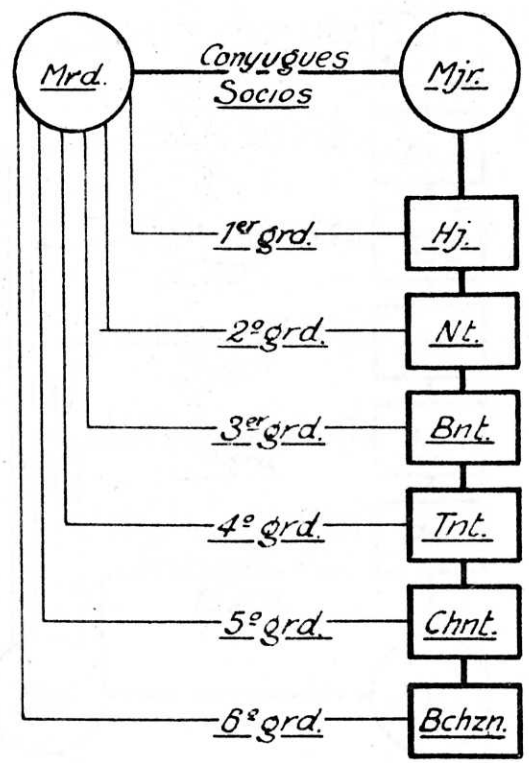 Mrd. Conyugues Mjr.
Socios
1er grd. Hj.
2º grd. Nt.
3er grd. Bnt.
4º grd. Tnt.
5º grd. Chnt.
6º grd. Bchzn.